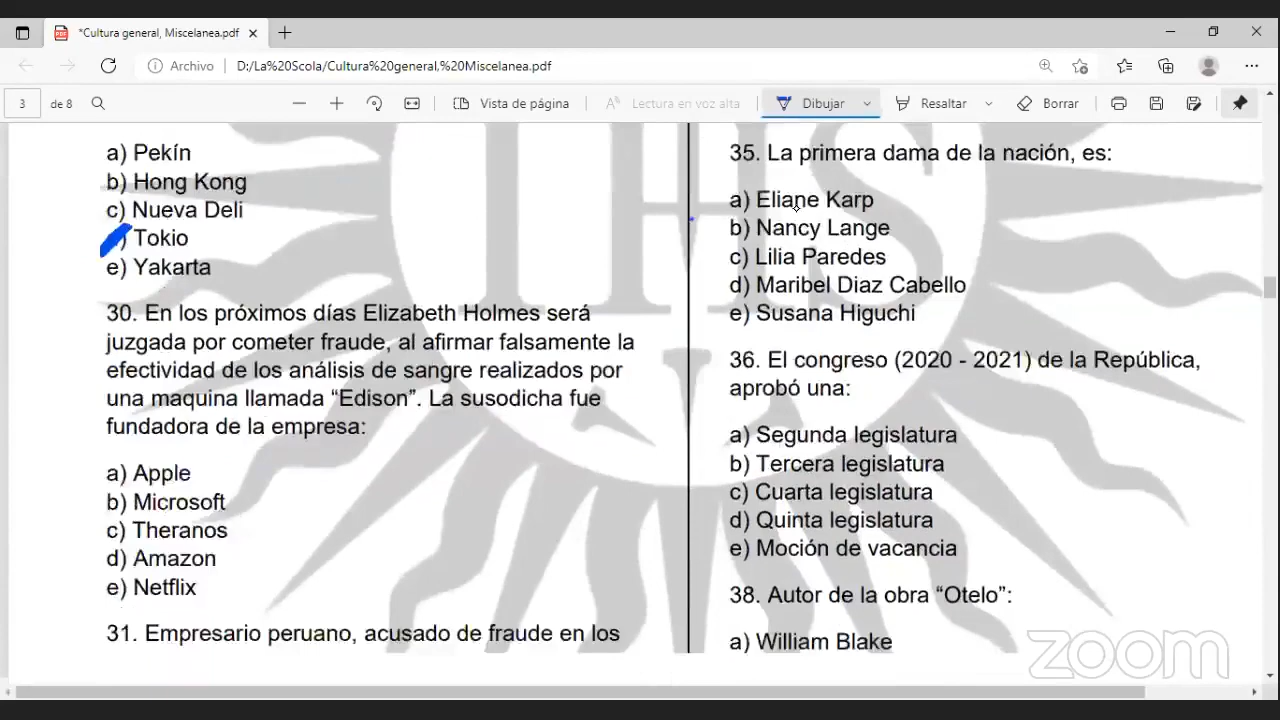 *Cultura general, Miscelanea.pdf
Archivo
D:/La%20Scola/Cultura%20general,%20Miscelanea.pdf
3 de 8
Vista de página
Lectura en voz alta
Dibujar
Resaltar
Borrar
a) Pekín
b) Hong Kong
c) Nueva Deli
) Tokio
e) Yakarta
30. En los próximos días Elizabeth Holmes será
juzgada por cometer fraude, al afirmar falsamente la
efectividad de los análisis de sangre realizados por
una maquina llamada “Edison”. La susodicha fue
fundadora de la empresa:
a) Apple
b) Microsoft
c) Theranos
d) Amazon
e) Netflix
31. Empresario peruano, acusado de fraude en los
35. La primera dama de la nación, es:
a) Eliane Karp
b) Nancy Lange
c) Lilia Paredes
d) Maribel Diaz Cabello
e) Susana Higuchi
36. El congreso (2020 - 2021) de la República,
aprobó una:
a) Segunda legislatura
b) Tercera legislatura
c) Cuarta legislatura
d) Quinta legislatura
e) Moción de vacancia
38. Autor de la obra “Otelo”:
a) William Blake
IHS
zoom